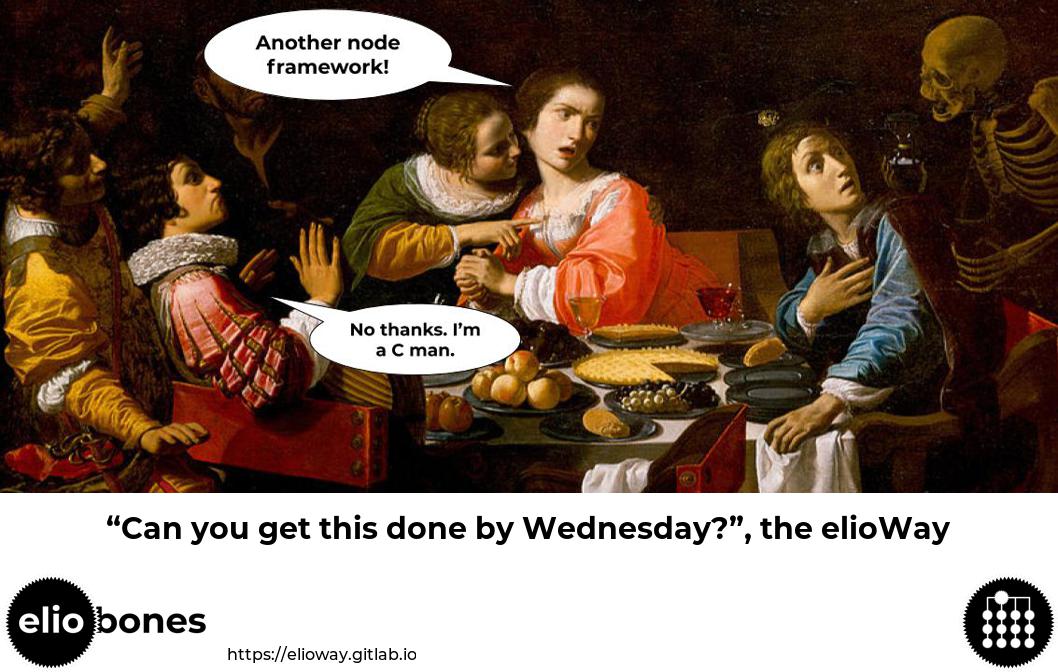 Another node
framework!
No thanks. I’m
a C man.
“Can you get this done by Wednesday?”, the elioWay
elio bones
https://elioway.gitlab.io